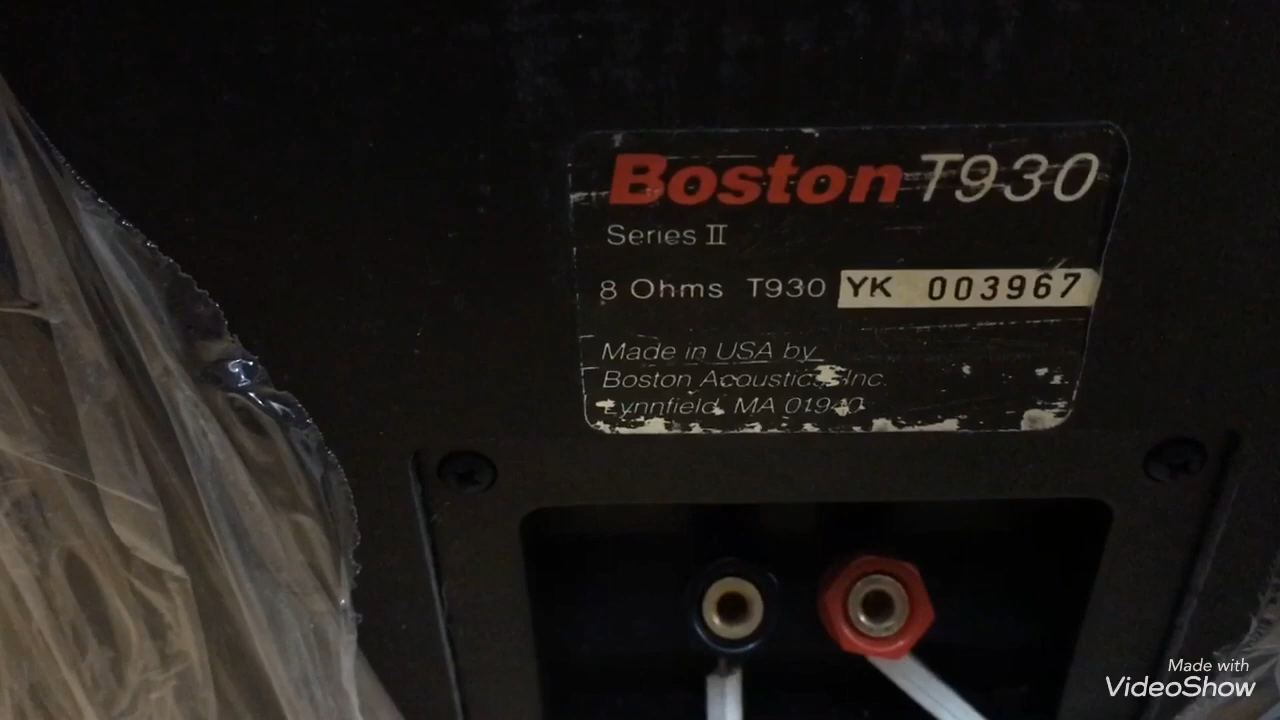 Boston T930
Series II
8 Ohms T930 YK 003967
Made in USA by
Boston Acoustics, Inc.
Lynnfield, MA 01940
Made with
VideoShow